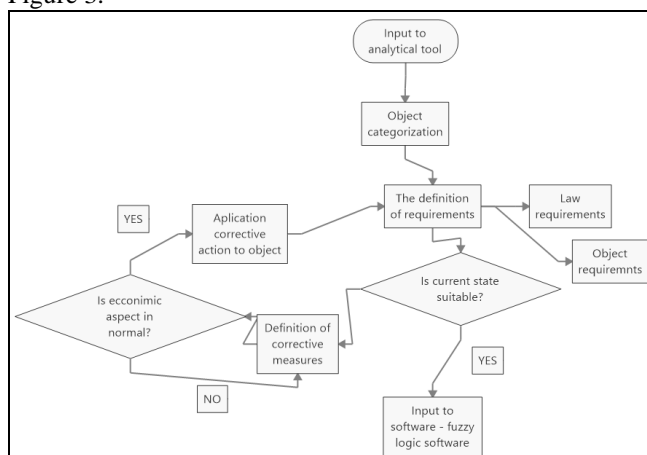 Figure 3.
Input to
analytical tool
Object
categorization
The definition
of requirements
Law
requirements
Object
requiremnts
YES
Aplication
corrective
action to object
Is current state
suitable?
Is ecconimic
aspect in
normal?
Definition of
corrective
measures
NO
YES
Input to
software - fuzzy
logic software